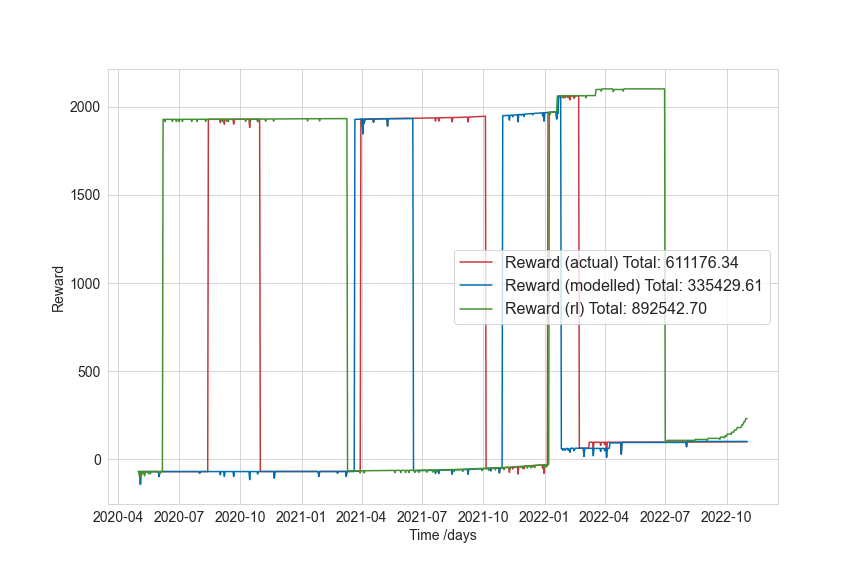 2000
1500
1000
500
0
Reward
Reward (actual) Total: 611176.34
Reward (modelled) Total: 335429.61
Reward (rl) Total: 892542.70
2020-04 2020-07 2020-10 2021-01 2021-04 2021-07 2021-10 2022-01 2022-04 2022-07 2022-10
Time /days